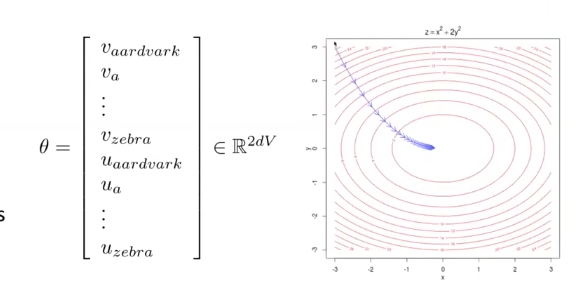 θ =
v_aardvark
v_a
⋮
v_zebra
u_aardvark
u_a
⋮
u_zebra
∈ ℝ^2dV
s
z = x² + 2y²
y
3
2
1
0
-1
-2
-3
-3 -2 -1 0 1 2 3
x